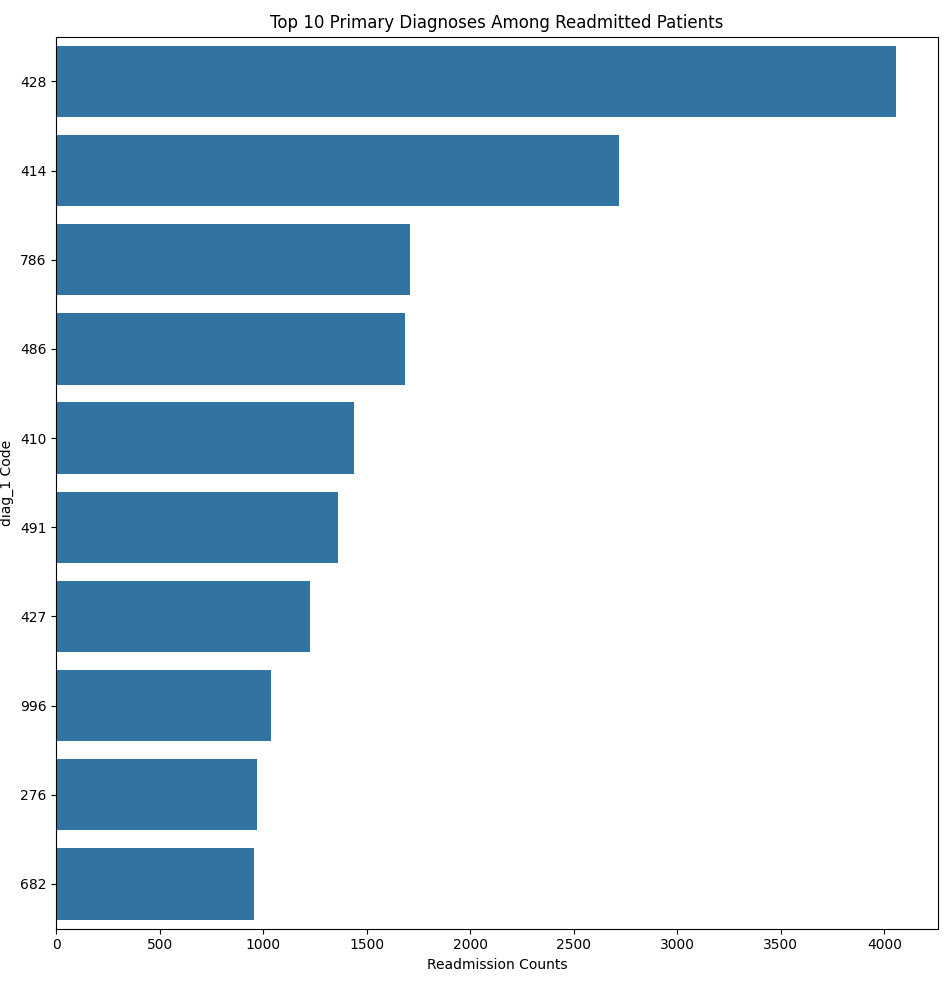 Top 10 Primary Diagnoses Among Readmitted Patients
diag_1 Code
428
414
786
486
410
491
427
996
276
682
0 500 1000 1500 2000 2500 3000 3500 4000
Readmission Counts